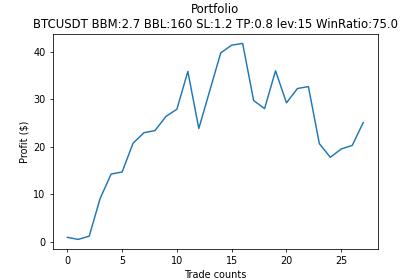 Portfolio
BTCUSDT BBM:2.7 BBL:160 SL:1.2 TP:0.8 lev:15 WinRatio:75.0
40
30
20
10
0
Profit ($)
0 5 10 15 20 25
Trade counts